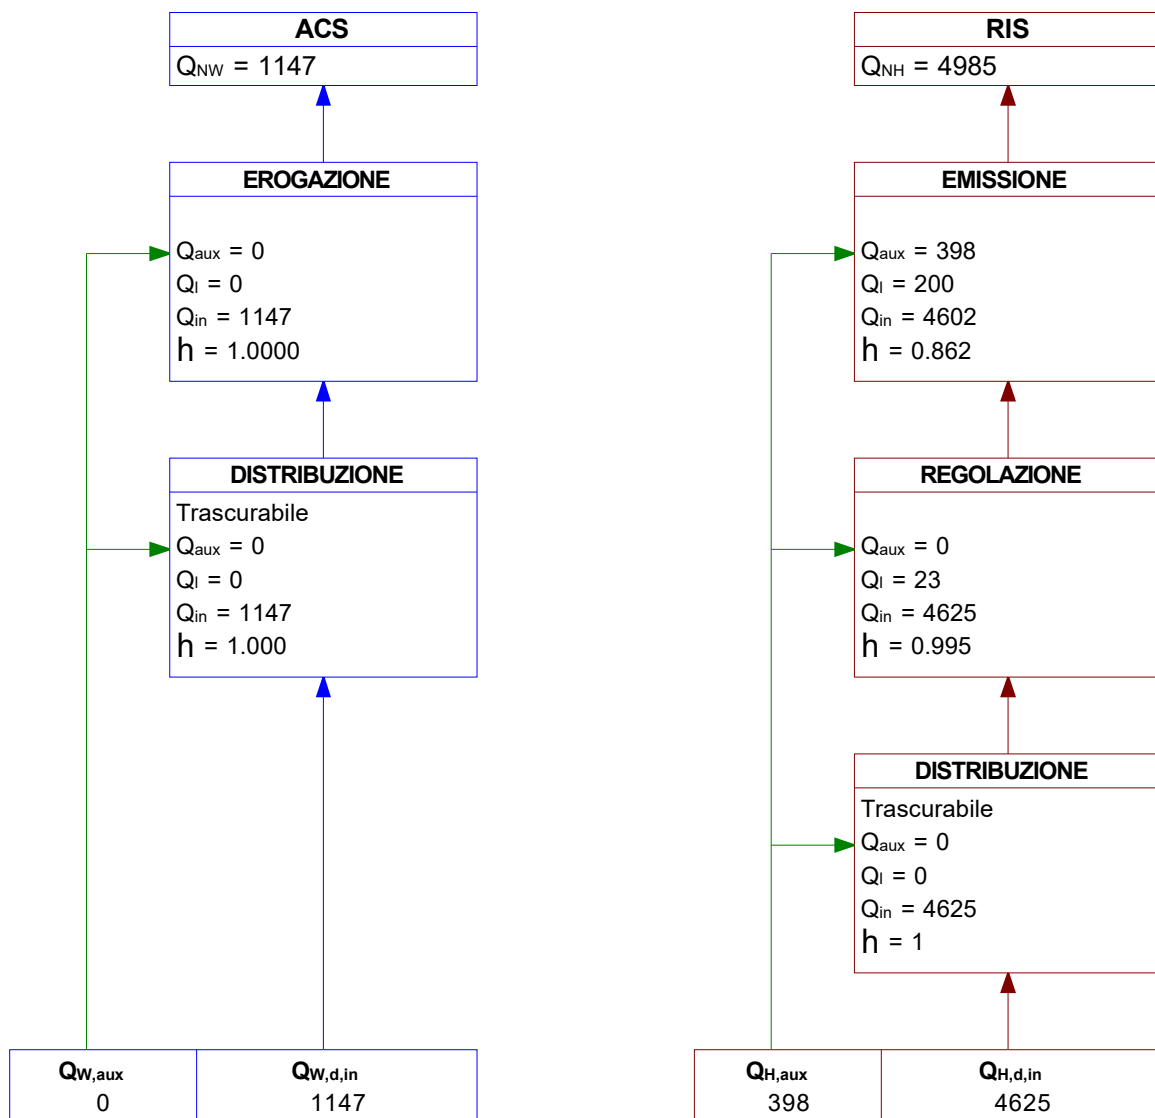 ACS
QNW = 1147
EROGAZIONE
Qaux = 0
Ql = 0
Qin = 1147
h = 1.0000
DISTRIBUZIONE
Trascurabile
Qaux = 0
Ql = 0
Qin = 1147
h = 1.000
QW,aux
0
QW,d,in
1147
RIS
QNH = 4985
EMISSIONE
Qaux = 398
Ql = 200
Qin = 4602
h = 0.862
REGOLAZIONE
Qaux = 0
Ql = 23
Qin = 4625
h = 0.995
DISTRIBUZIONE
Trascurabile
Qaux = 0
Ql = 0
Qin = 4625
h = 1
QH,aux
398
QH,d,in
4625